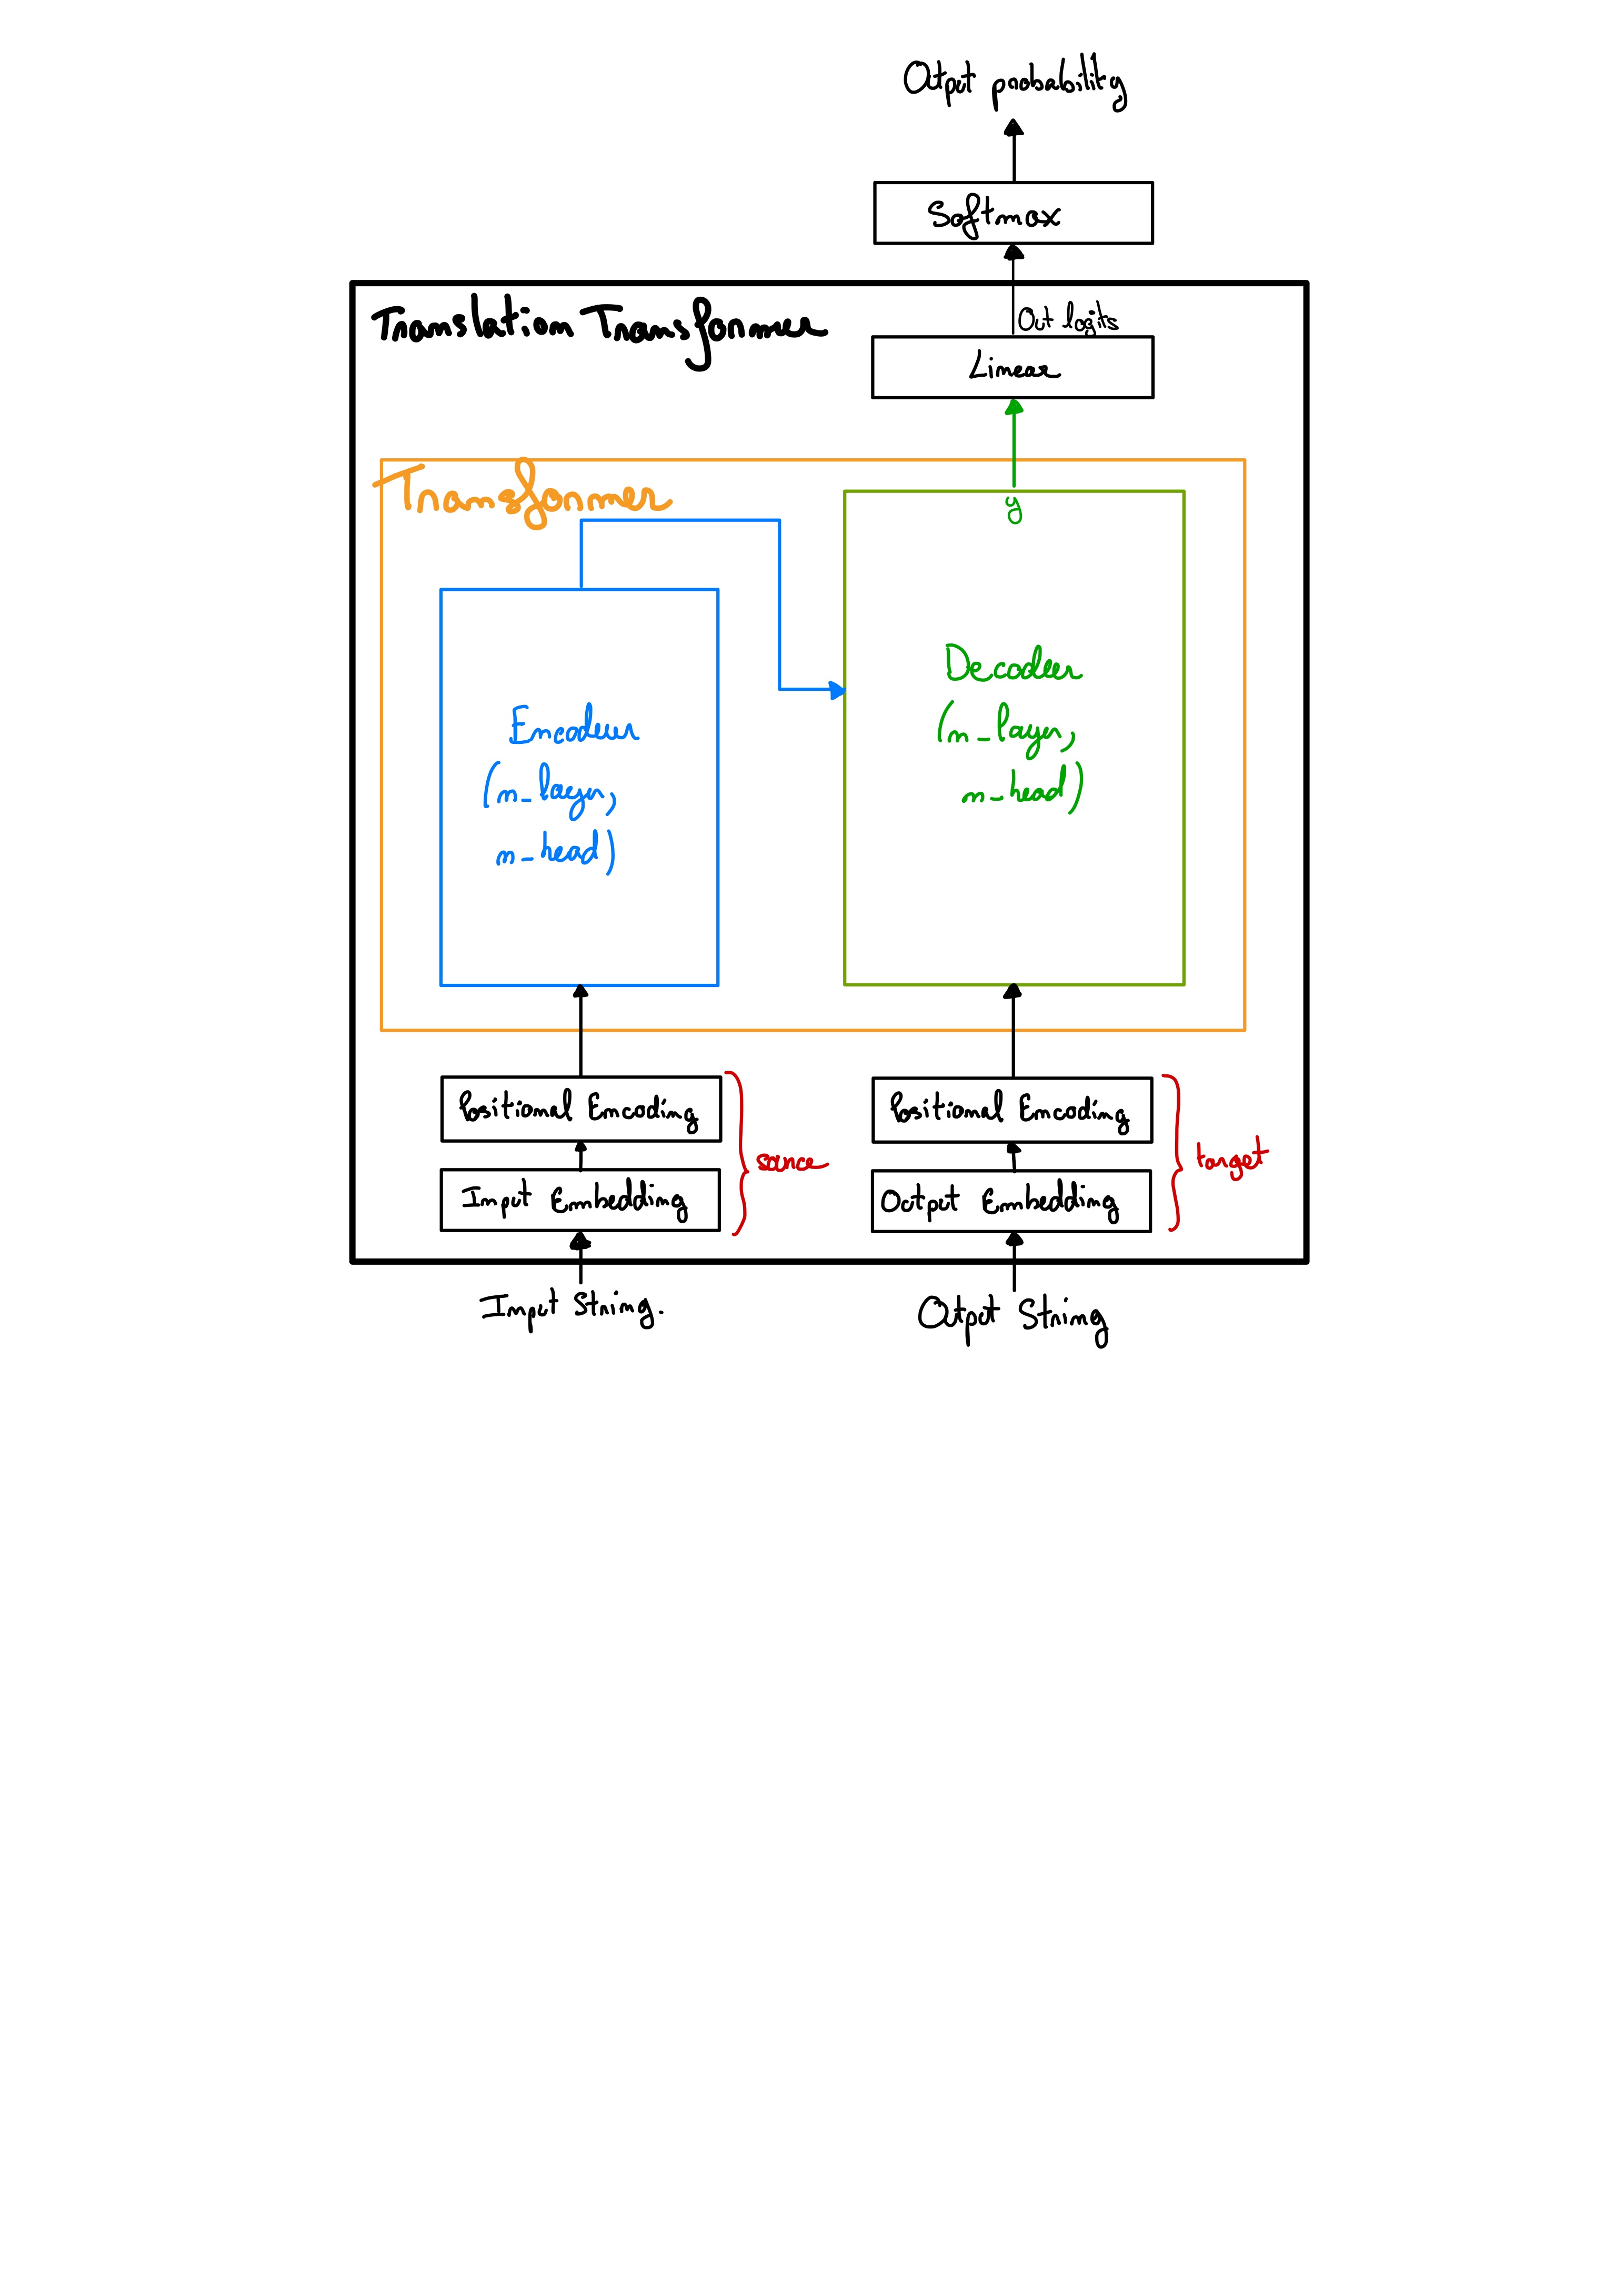 Output probability
Softmax
Translation Transformer
Out logits
Linear
Transformer
y
Encoder
(n_layer,
n_head)
Decoder
(n_layer,
n_head)
Positional Encoding
Input Embedding
source
Positional Encoding
Output Embedding
target
Input String.
Output String